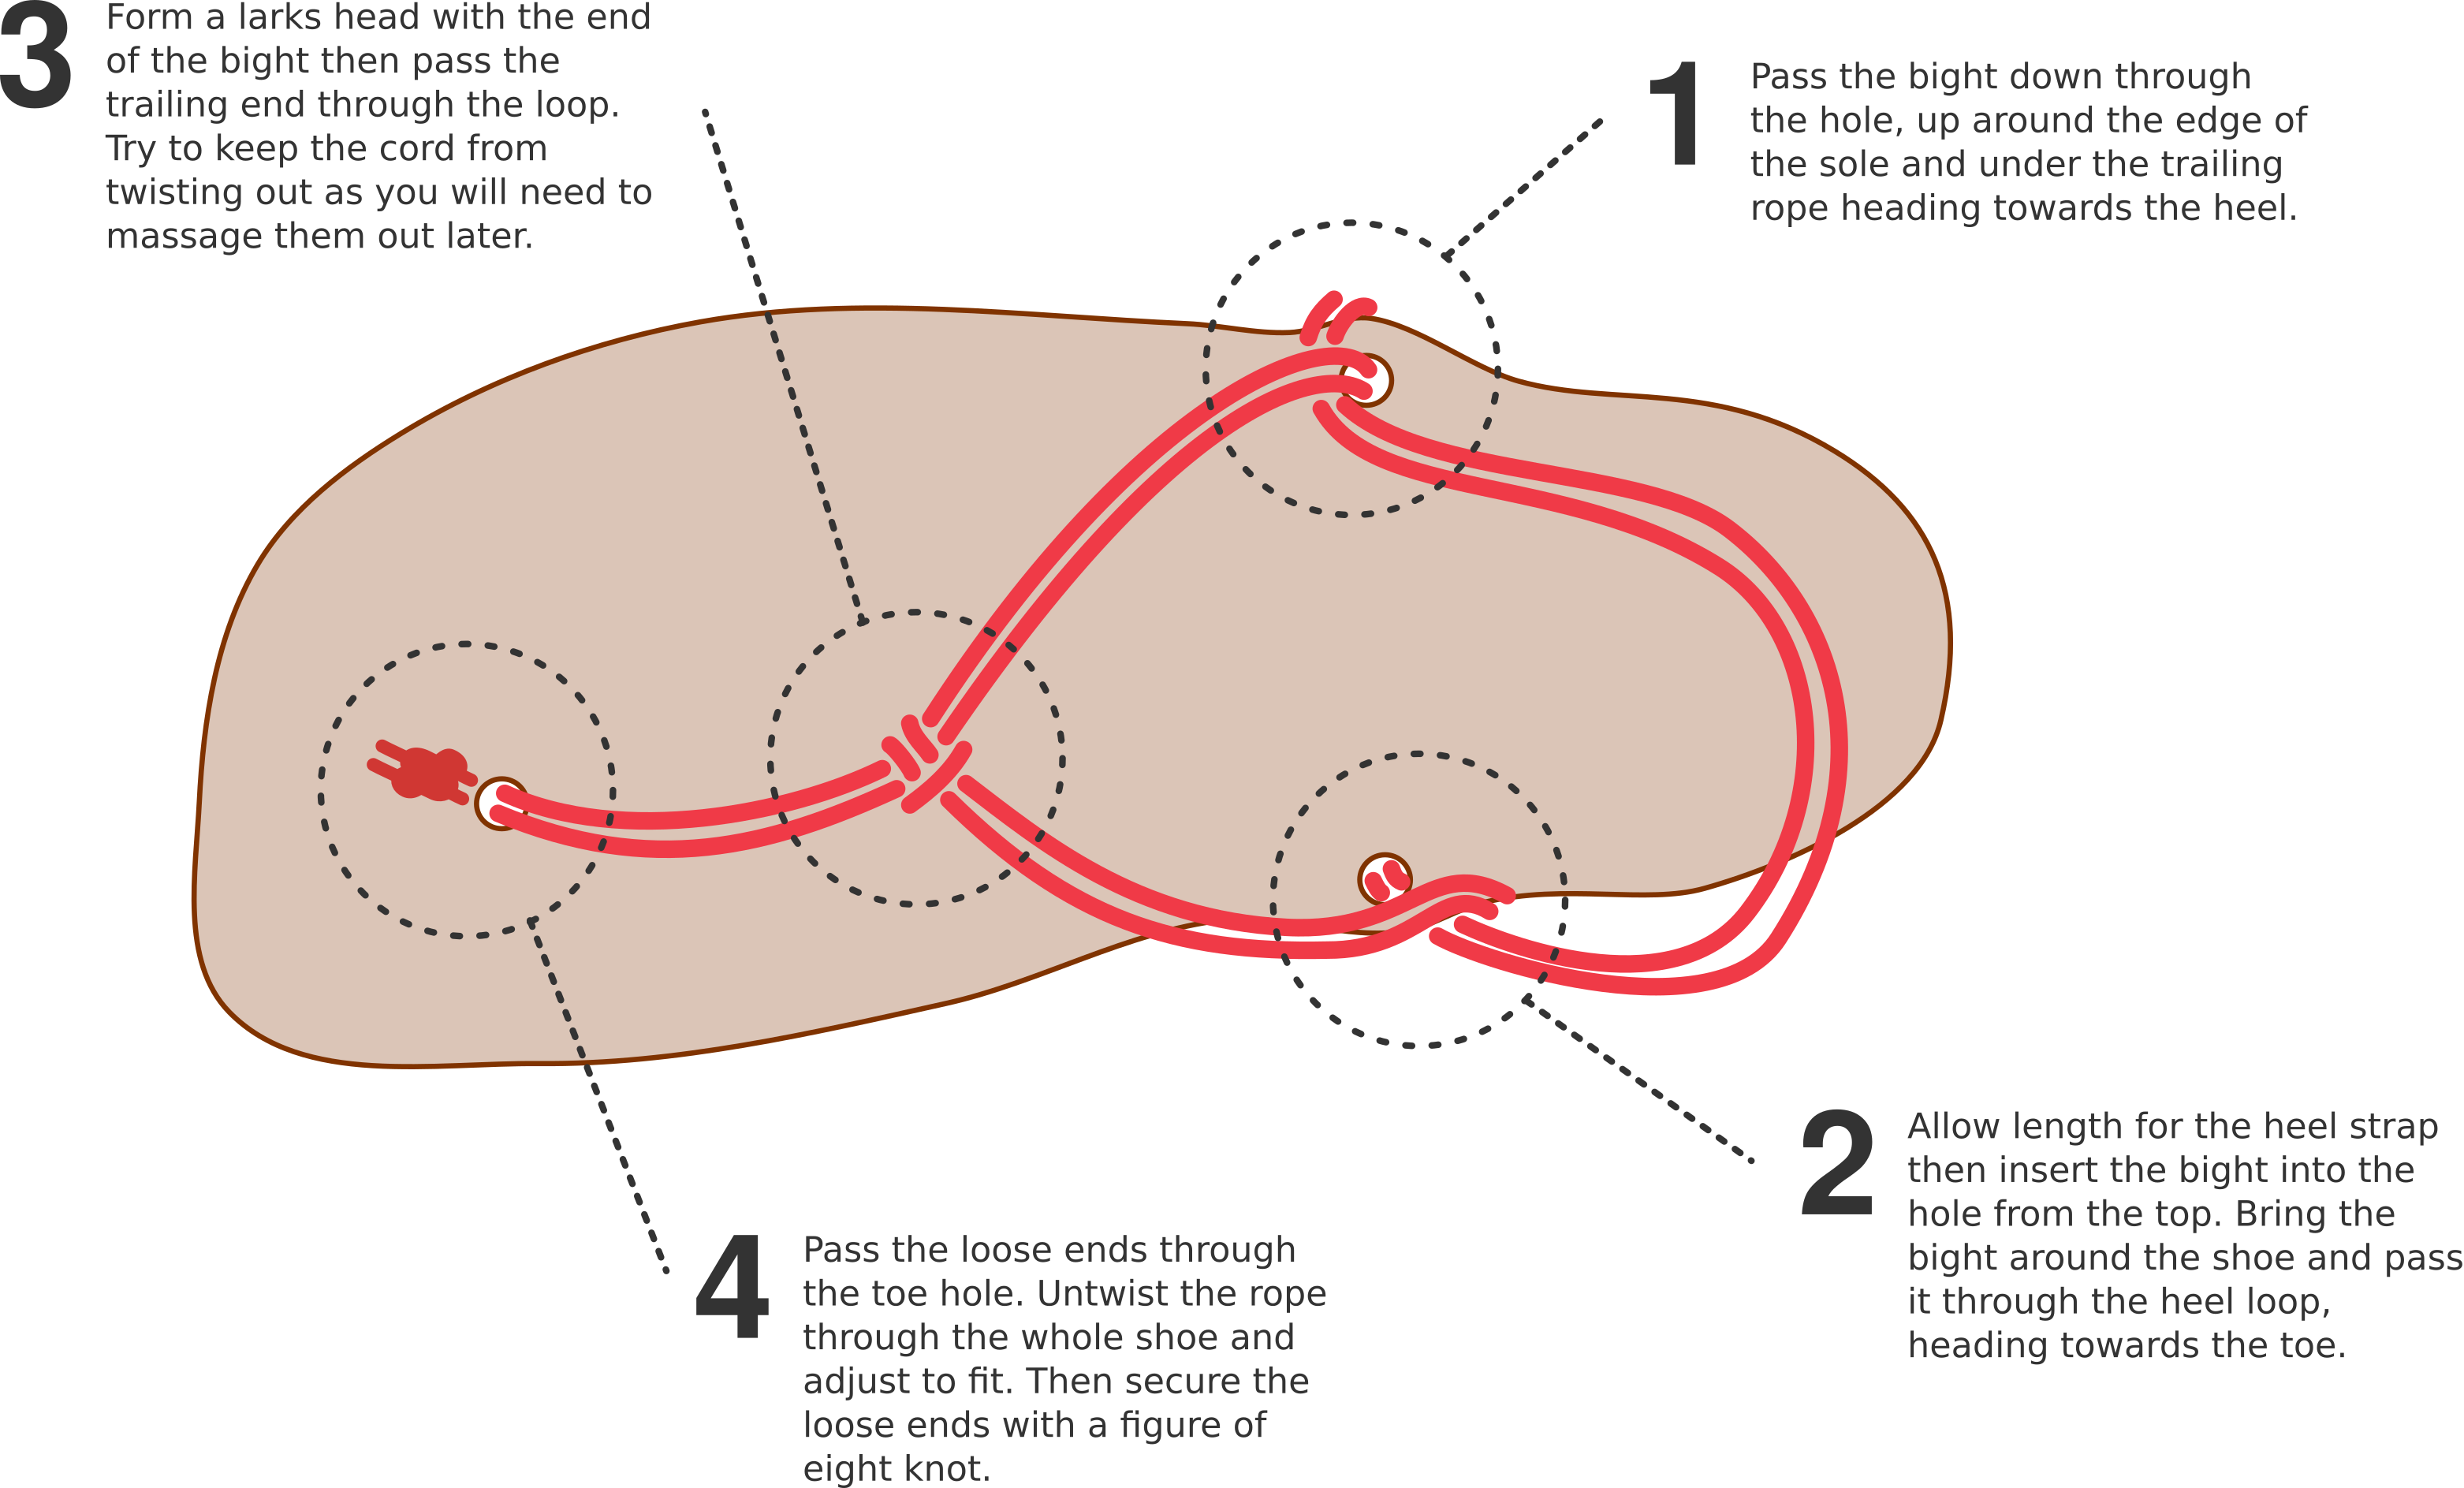 3
Form a larks head with the end
of the bight then pass the
trailing end through the loop.
Try to keep the cord from
twisting out as you will need to
massage them out later.
1
Pass the bight down through
the hole, up around the edge of
the sole and under the trailing
rope heading towards the heel.
2
Allow length for the heel strap
then insert the bight into the
hole from the top. Bring the
bight around the shoe and pass
it through the heel loop,
heading towards the toe.
4
Pass the loose ends through
the toe hole. Untwist the rope
through the whole shoe and
adjust to fit. Then secure the
loose ends with a figure of
eight knot.